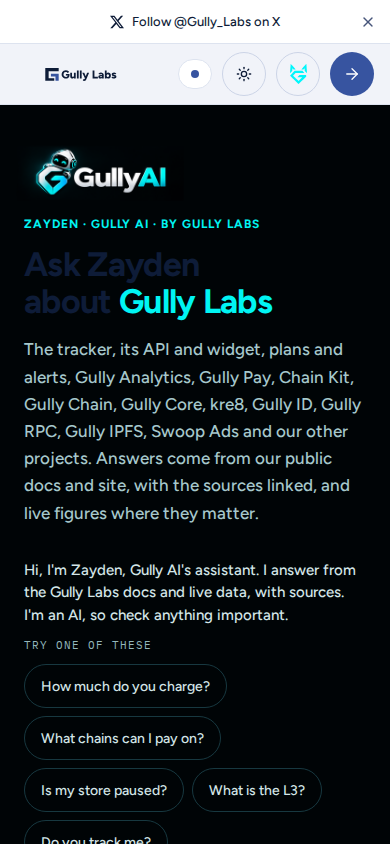 Follow @Gully_Labs on X
Gully Labs
GullyAI
ZAYDEN · GULLY AI · BY GULLY LABS
Ask Zayden
about Gully Labs
The tracker, its API and widget, plans and
alerts, Gully Analytics, Gully Pay, Chain Kit,
Gully Chain, Gully Core, kre8, Gully ID, Gully
RPC, Gully IPFS, Swoop Ads and our other
projects. Answers come from our public
docs and site, with the sources linked, and
live figures where they matter.
Hi, I'm Zayden, Gully AI's assistant. I answer from
the Gully Labs docs and live data, with sources.
I'm an AI, so check anything important.
TRY ONE OF THESE
How much do you charge?
What chains can I pay on?
Is my store paused?
What is the L3?
Do you track me?